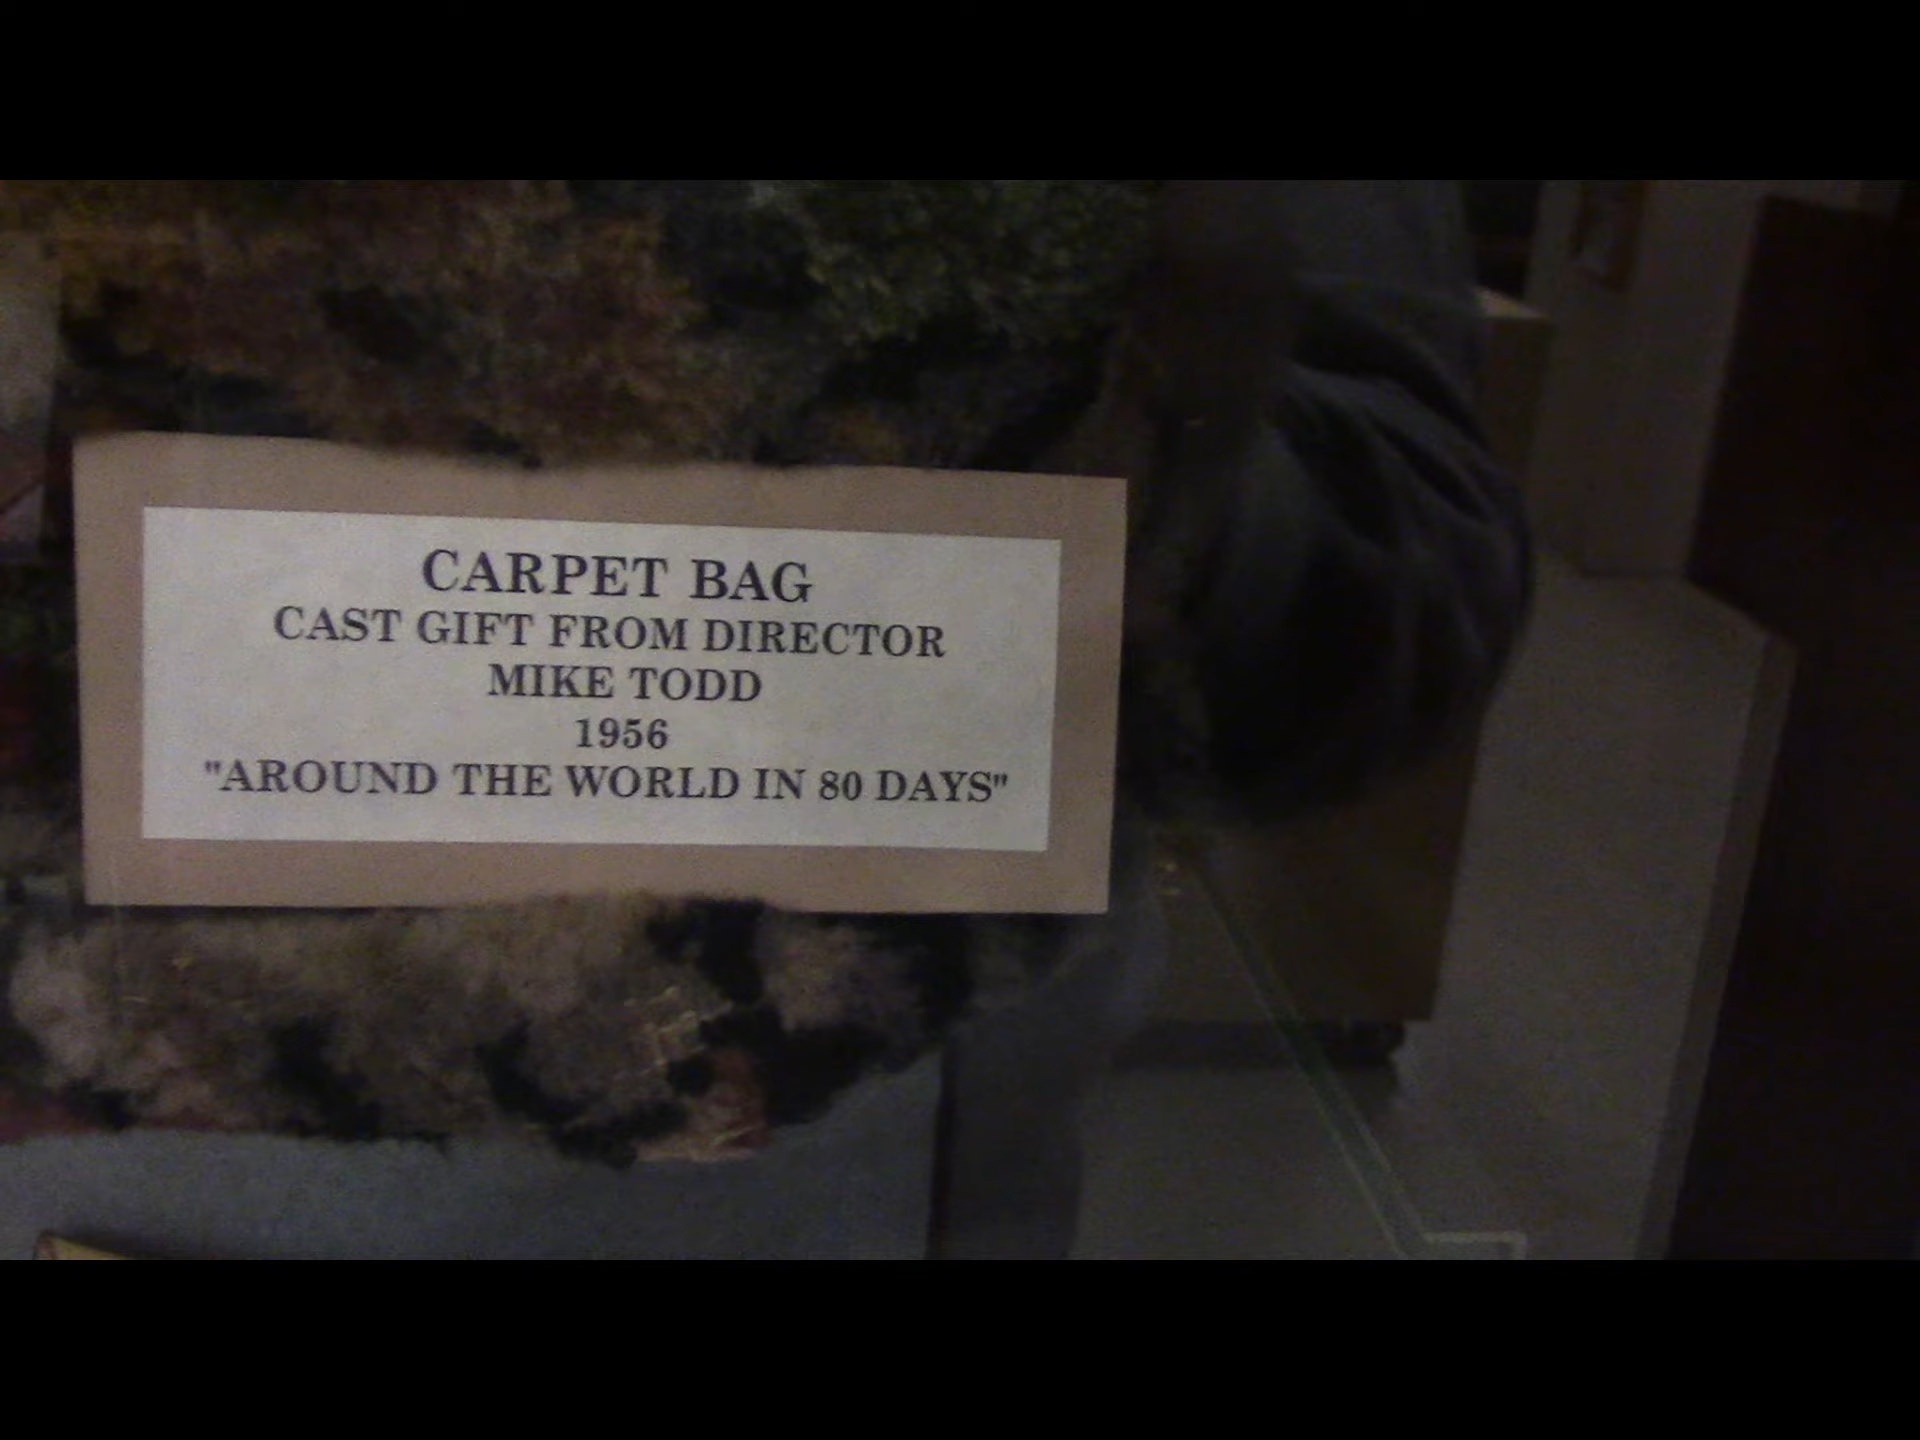 CARPET BAG
CAST GIFT FROM DIRECTOR
MIKE TODD
1956
"AROUND THE WORLD IN 80 DAYS"